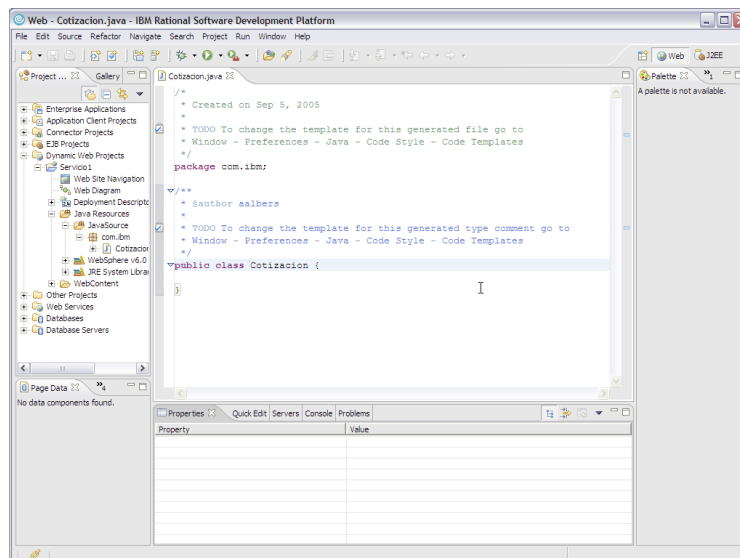 Web - Cotizacion.java - IBM Rational Software Development Platform
File Edit Source Refactor Navigate Search Project Run Window Help
Web J2EE
Project ... Gallery
Enterprise Applications
Application Client Projects
Connector Projects
EJB Projects
Dynamic Web Projects
Servicio1
Web Site Navigation
Web Diagram
Deployment Descripto
Java Resources
JavaSource
com.ibm
Cotizacion
WebSphere v6.0
JRE System Librar
WebContent
Other Projects
Web Services
Databases
Database Servers
Page Data 4
No data components found.
Cotizacion.java
/*
* Created on Sep 5, 2005
*
* TODO To change the template for this generated file go to
* Window - Preferences - Java - Code Style - Code Templates
*/
package com.ibm;
/**
* @author aalbers
*
* TODO To change the template for this generated type comment go to
* Window - Preferences - Java - Code Style - Code Templates
*/
public class Cotizacion {
}
Palette 1
A palette is not available.
Properties Quick Edit Servers Console Problems
Property Value